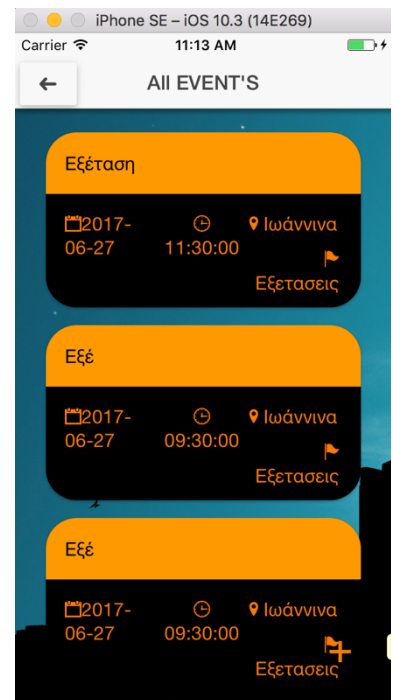 iPhone SE – iOS 10.3 (14E269)
Carrier 11:13 AM
All EVENT'S
Εξέταση
2017-06-27 11:30:00 Ιωάννινα
Εξετασεις
Εξέ
2017-06-27 09:30:00 Ιωάννινα
Εξετασεις
Εξέ
2017-06-27 09:30:00 Ιωάννινα
Εξετασεις